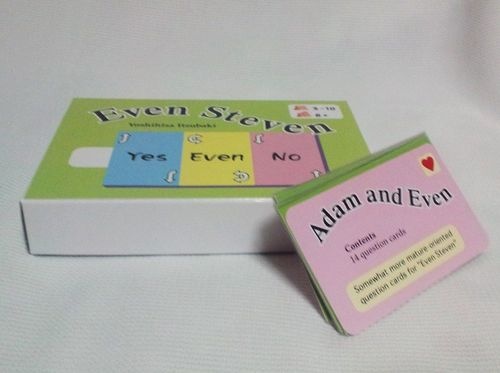 Even Steven
Yoshihisa Itsubaki
3-10
8+
Yes Even No
Adam and Even
Contents
14 question cards
Somewhat more mature-oriented
question cards for "Even Steven"